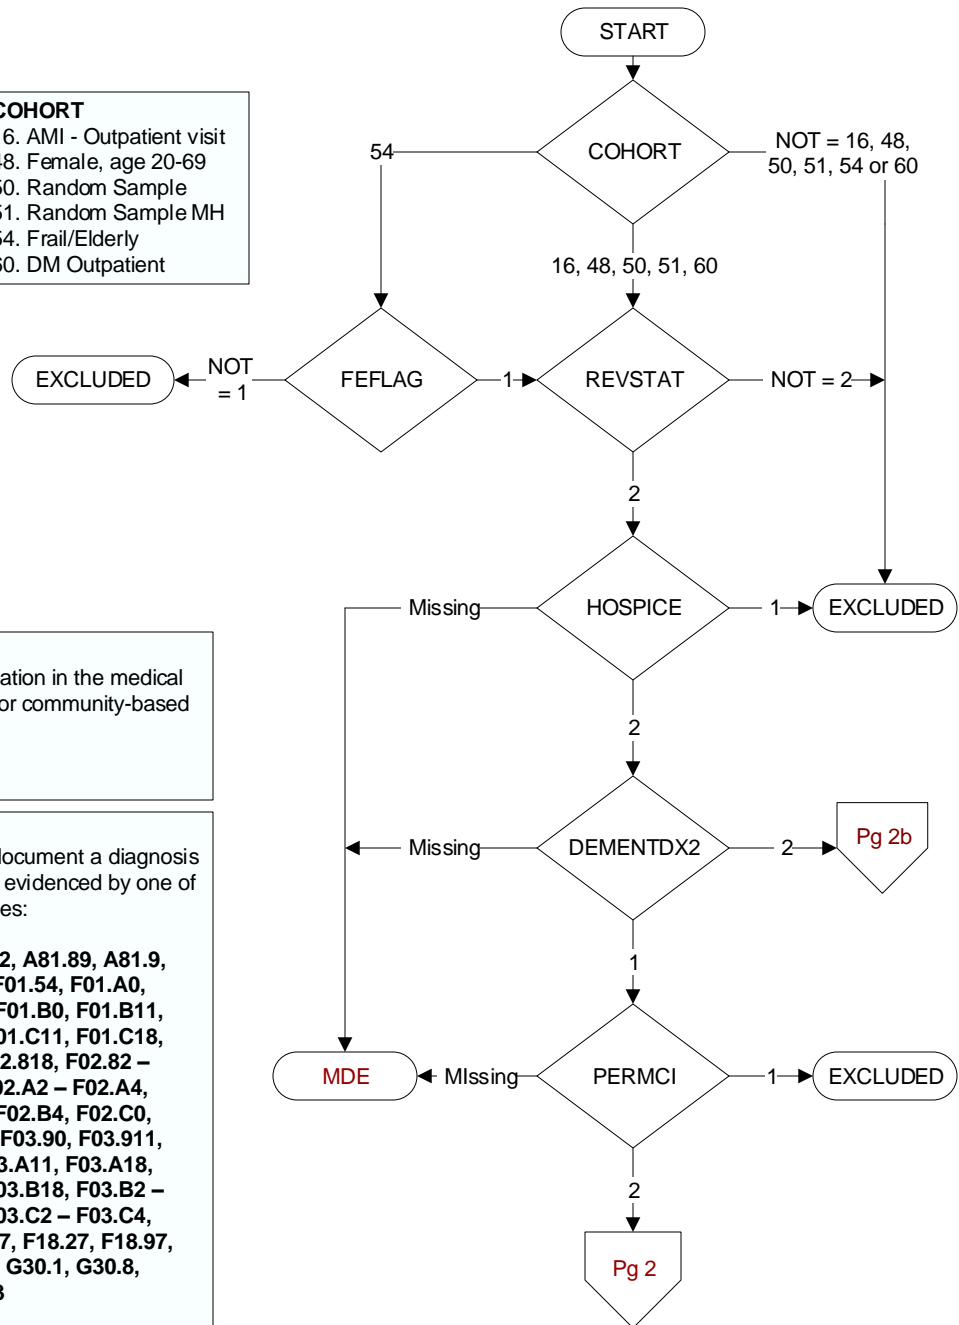 START
COHORT
6. AMI - Outpatient visit
48. Female, age 20-69
50. Random Sample
51. Random Sample MH
54. Frail/Elderly
60. DM Outpatient
54
COHORT
NOT = 16, 48,
50, 51, 54 or 60
16, 48, 50, 51, 60
EXCLUDED
NOT
= 1
FEFLAG
1
REVSTAT
NOT = 2
2
Missing
HOSPICE
1
EXCLUDED
ation in the medical
or community-based
2
Missing
DEMENTDX2
2
Pg 2b
document a diagnosis
evidenced by one of
es:
2, A81.89, A81.9,
F01.54, F01.A0,
F01.B0, F01.B11,
01.C11, F01.C18,
2.818, F02.82 –
02.A2 – F02.A4,
F02.B4, F02.C0,
F03.90, F03.911,
3.A11, F03.A18,
03.B18, F03.B2 –
03.C2 – F03.C4,
7, F18.27, F18.97,
G30.1, G30.8,
1
MDE
MIssing
PERMCI
1
EXCLUDED
2
Pg 2